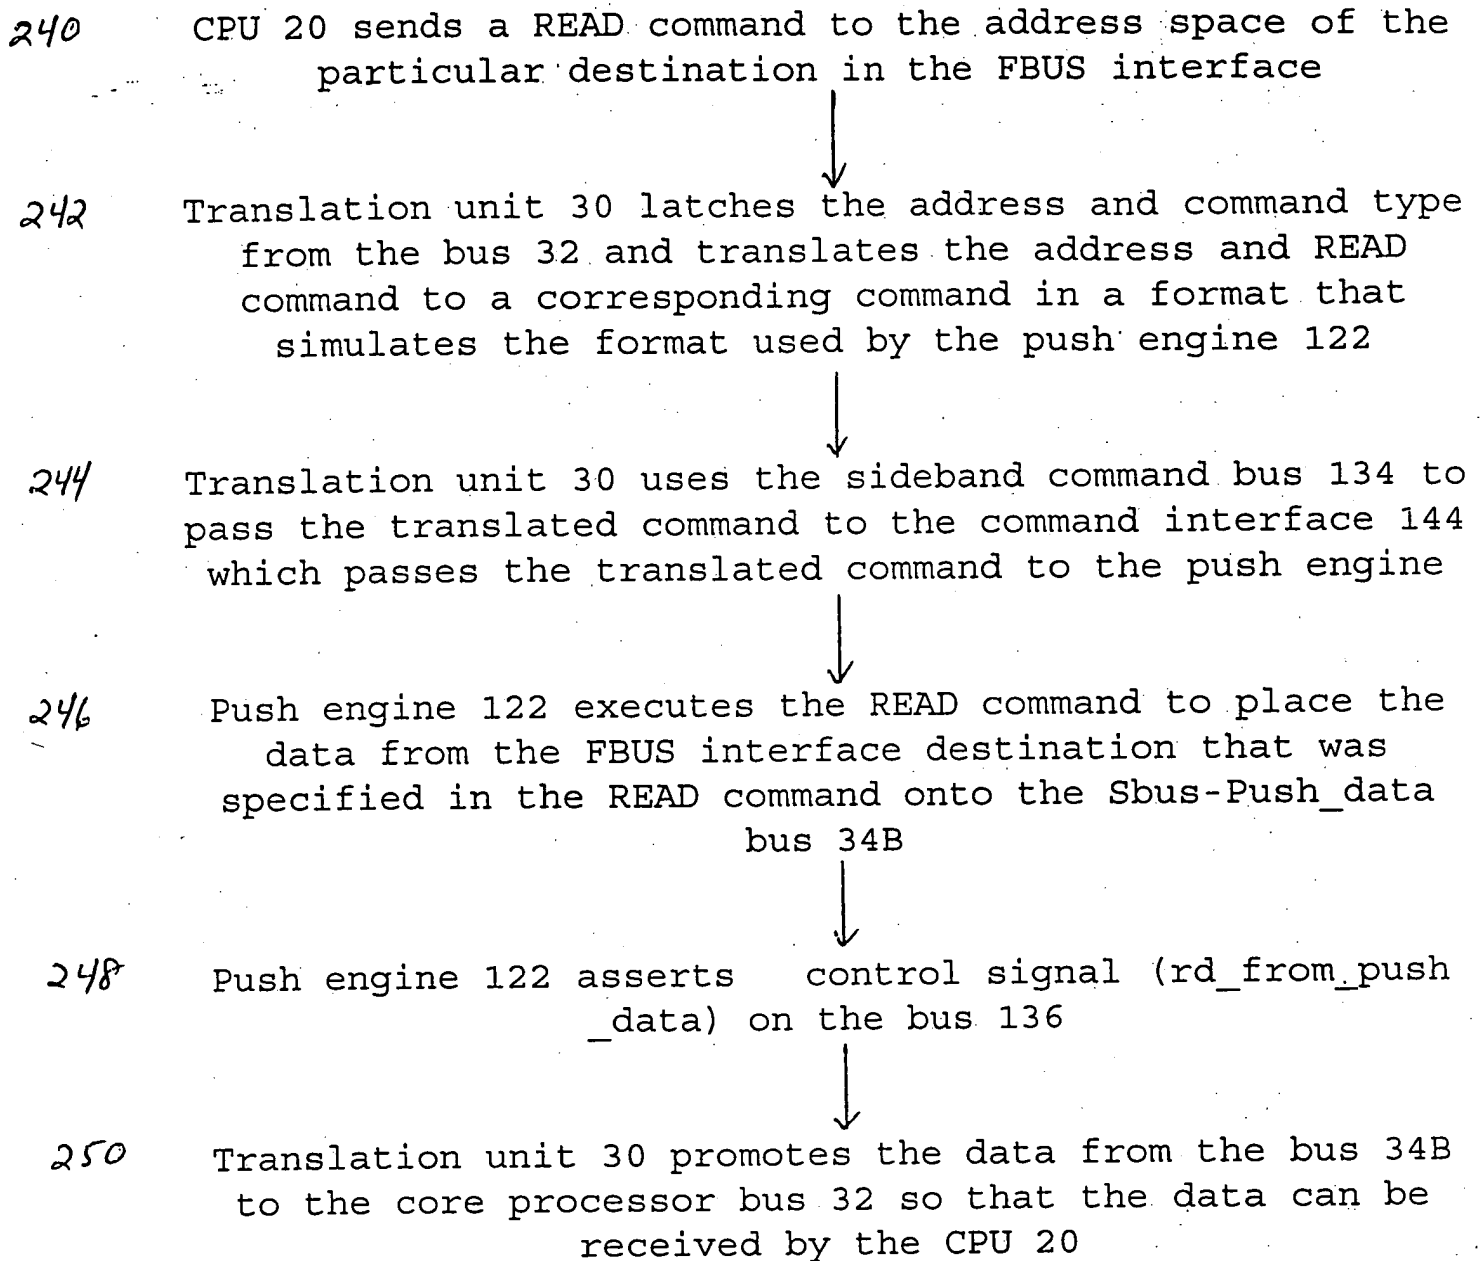 240 CPU 20 sends a READ command to the address space of the
particular destination in the FBUS interface
242 Translation unit 30 latches the address and command type
from the bus 32 and translates the address and READ
command to a corresponding command in a format that
simulates the format used by the push engine 122
244 Translation unit 30 uses the sideband command bus 134 to
pass the translated command to the command interface 144
which passes the translated command to the push engine
246 Push engine 122 executes the READ command to place the
data from the FBUS interface destination that was
specified in the READ command onto the Sbus-Push_data
bus 34B
248 Push engine 122 asserts control signal (rd_from_push
_data) on the bus 136
250 Translation unit 30 promotes the data from the bus 34B
to the core processor bus 32 so that the data can be
received by the CPU 20